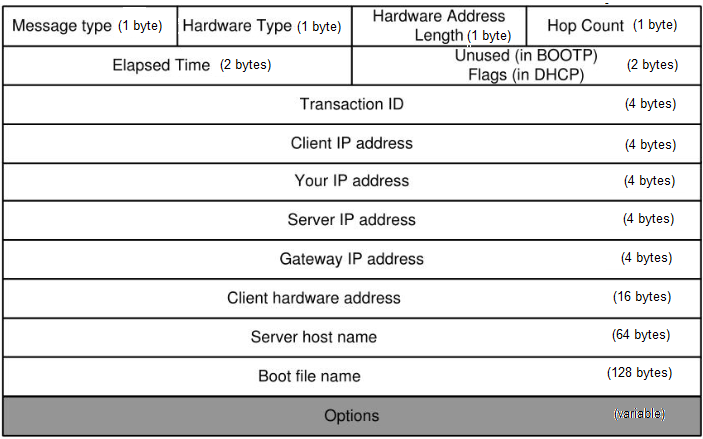 Message type (1 byte)
Hardware Type (1 byte)
Hardware Address
Length (1 byte)
Hop Count (1 byte)
Elapsed Time (2 bytes)
Unused (in BOOTP)
Flags (in DHCP)
(2 bytes)
Transaction ID (4 bytes)
Client IP address (4 bytes)
Your IP address (4 bytes)
Server IP address (4 bytes)
Gateway IP address (4 bytes)
Client hardware address (16 bytes)
Server host name (64 bytes)
Boot file name (128 bytes)
Options (variable)